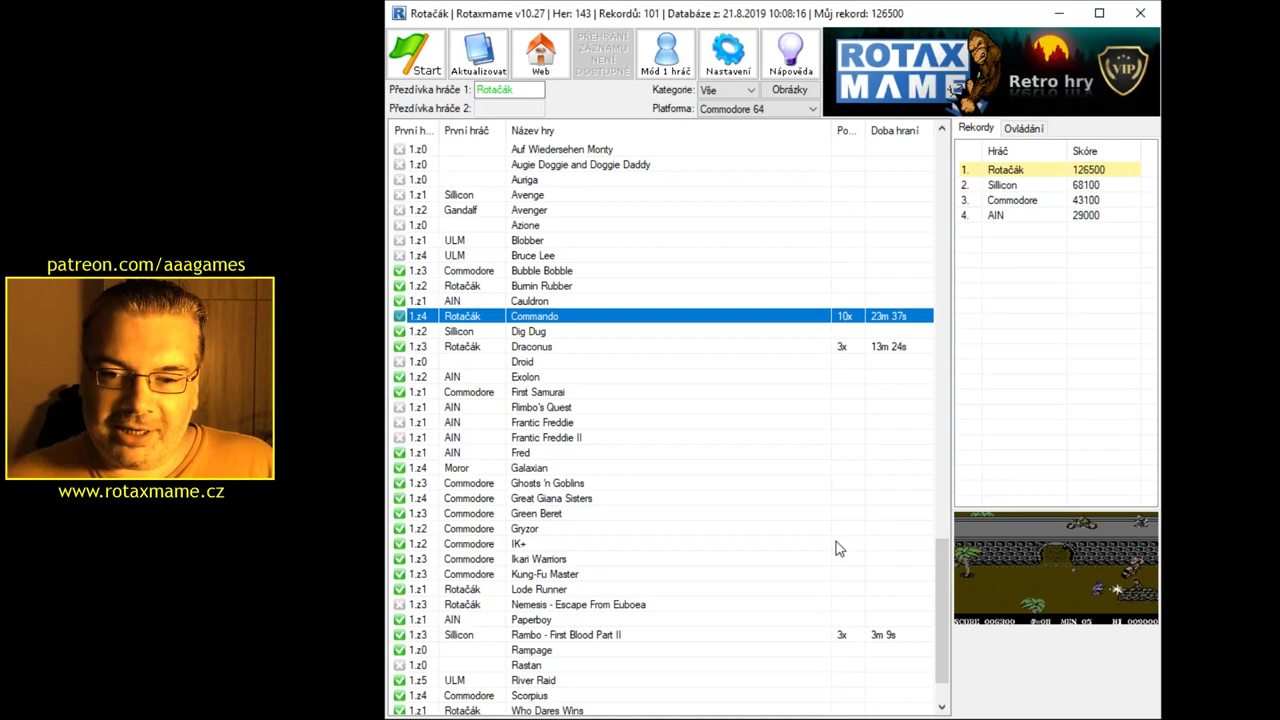 Rotačák | Rotaxmame v10.27 | Her: 143 | Rekordů: 101 | Databáze z: 21.8.2019 10:08:16 | Můj rekord: 126500
Start
Aktualizovat
Web
PŘEHRÁNÍ
ZÁZNAMU
NENÍ
DOSTUPNÉ
Mód 1 hráč
Nastavení
Nápověda
ROTAX
MAME
Retro hry
VIP
Přezdívka hráče 1: Rotačák
Kategorie: Vše Obrázky
Přezdívka hráče 2:
Platforma: Commodore 64
První h... První hráč Název hry Po... Doba hraní
1.z0 Auf Wiedersehen Monty
1.z0 Augie Doggie and Doggie Daddy
1.z0 Auriga
1.z1 Sillicon Avenge
1.z2 Gandalf Avenger
1.z0 Azione
1.z1 ULM Blobber
1.z4 ULM Bruce Lee
1.z3 Commodore Bubble Bobble
1.z2 Rotačák Burnin Rubber
1.z1 AIN Cauldron
1.z4 Rotačák Commando 10x 23m 37s
1.z2 Sillicon Dig Dug
1.z3 Rotačák Draconus 3x 13m 24s
1.z0 Droid
1.z2 AIN Exolon
1.z1 Commodore First Samurai
1.z1 AIN Flimbo's Quest
1.z1 AIN Frantic Freddie
1.z1 AIN Frantic Freddie II
1.z1 AIN Fred
1.z4 Moror Galaxian
1.z3 Commodore Ghosts 'n Goblins
1.z4 Commodore Great Giana Sisters
1.z3 Commodore Green Beret
1.z2 Commodore Gryzor
1.z2 Commodore IK+
1.z3 Commodore Ikari Warriors
1.z3 Commodore Kung-Fu Master
1.z1 Rotačák Lode Runner
1.z3 Rotačák Nemesis - Escape From Euboea
1.z1 AIN Paperboy
1.z3 Sillicon Rambo - First Blood Part II 3x 3m 9s
1.z0 Rampage
1.z0 Rastan
1.z5 ULM River Raid
1.z4 Commodore Scorpius
1.z1 Rotačák Who Dares Wins
Rekordy Ovládání
Hráč Skóre
1. Rotačák 126500
2. Sillicon 68100
3. Commodore 43100
4. AIN 29000
patreon.com/aaagames
www.rotaxmame.cz